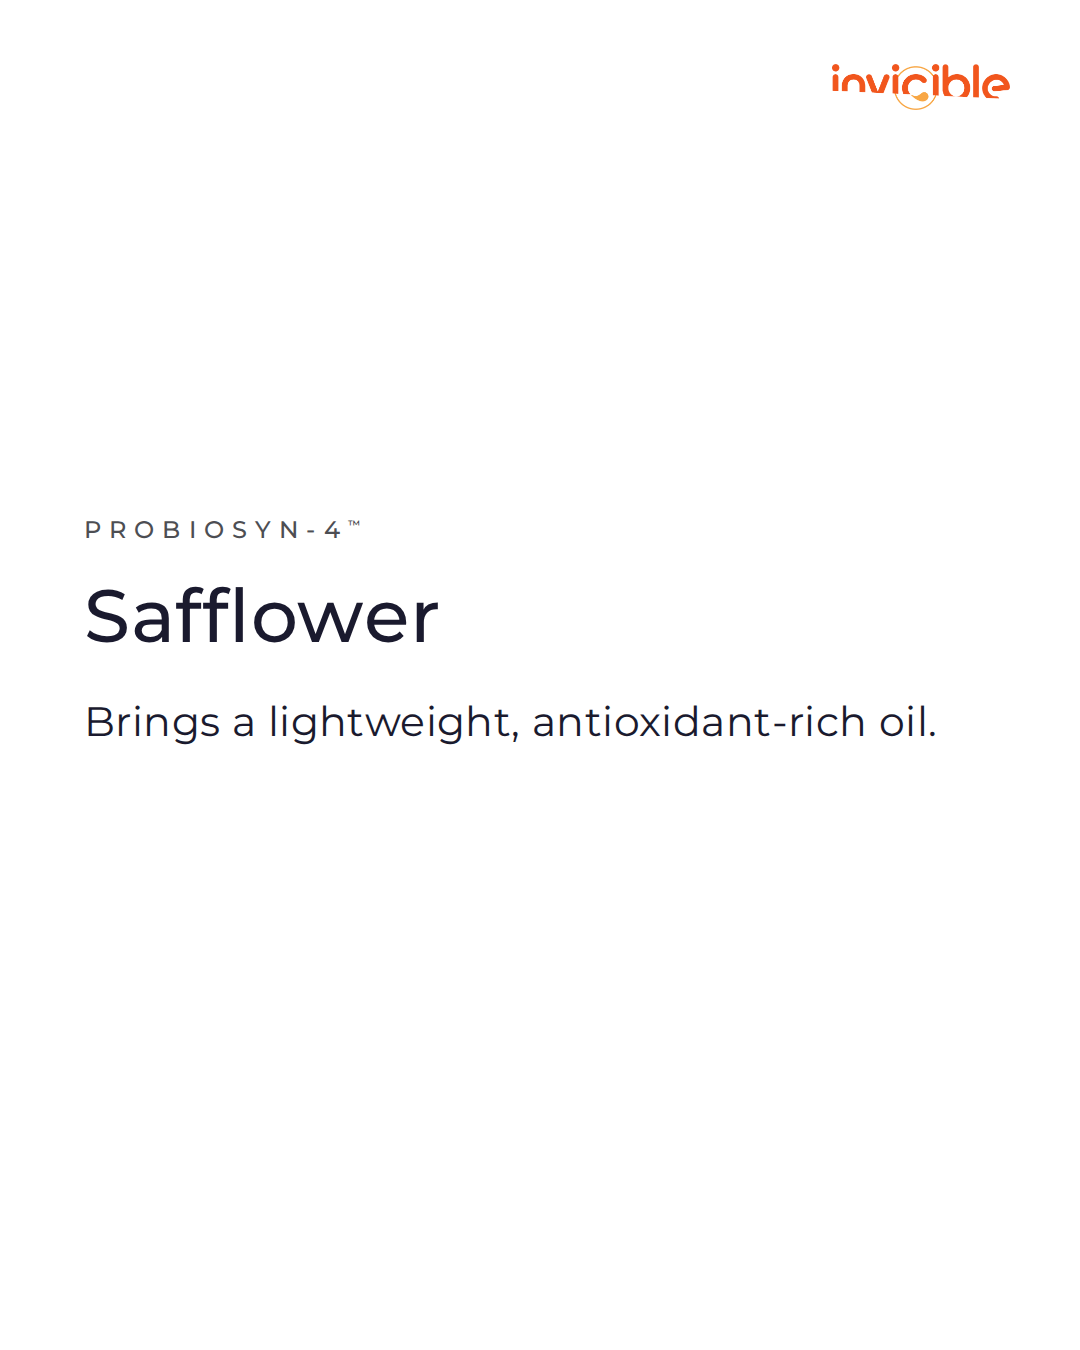 invicible
PROBIOSYN-4™
Safflower
Brings a lightweight, antioxidant-rich oil.